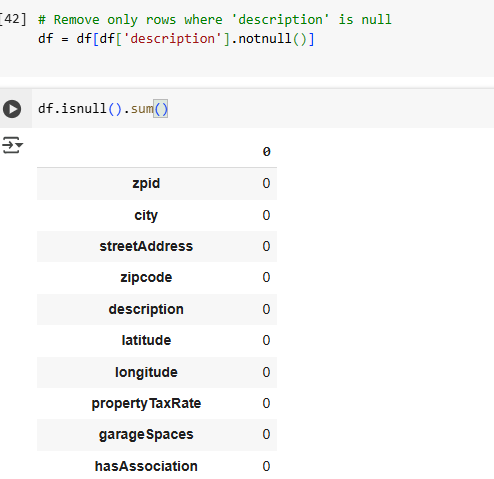 [42] # Remove only rows where 'description' is null
df = df[df['description'].notnull()]
df.isnull().sum()
0
zpid 0
city 0
streetAddress 0
zipcode 0
description 0
latitude 0
longitude 0
propertyTaxRate 0
garageSpaces 0
hasAssociation 0